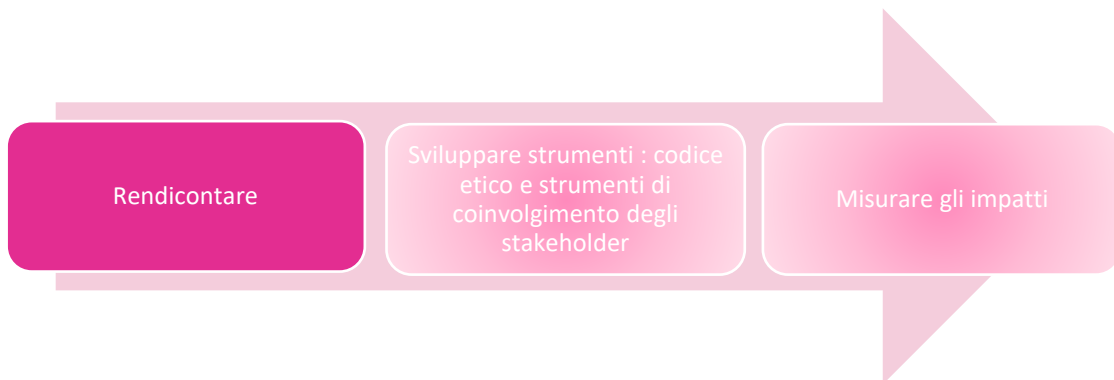 Rendicontare
Sviluppare strumenti : codice
etico e strumenti di
coinvolgimento degli
stakeholder
Misurare gli impatti